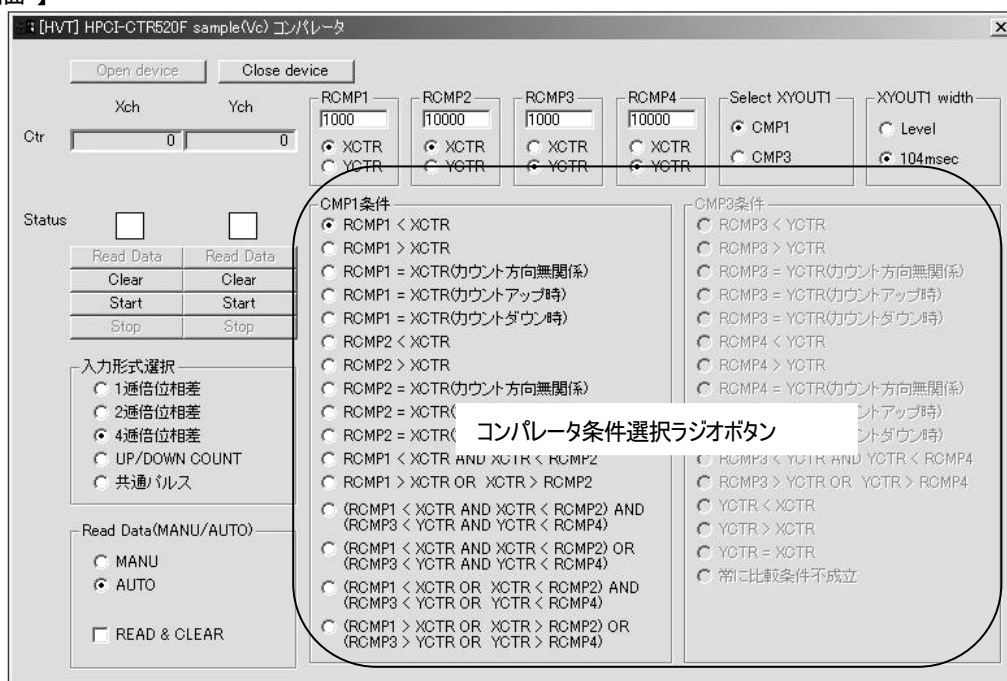 面 】
[HVT] HPCI-CTR520F sample(Vc) コンパレータ
Open device
Close device
Xch
Ych
Ctr
0
0
RCMP1
1000
XCTR
YCTR
RCMP2
10000
XCTR
YCTR
RCMP3
1000
XCTR
YCTR
RCMP4
10000
XCTR
YCTR
Select XYOUT1
CMP1
CMP3
XYOUT1 width
Level
104msec
Status
Read Data
Read Data
Clear
Clear
Start
Start
Stop
Stop
入力形式選択
1逓倍位相差
2逓倍位相差
4逓倍位相差
UP/DOWN COUNT
共通パルス
Read Data(MANU/AUTO)
MANU
AUTO
READ & CLEAR
CMP1条件
RCMP1 < XCTR
RCMP1 > XCTR
RCMP1 = XCTR(カウント方向無関係)
RCMP1 = XCTR(カウントアップ時)
RCMP1 = XCTR(カウントダウン時)
RCMP2 < XCTR
RCMP2 > XCTR
RCMP2 = XCTR(カウント方向無関係)
RCMP2 = XCTR(
RCMP2 = XCTR(
RCMP1 < XCTR AND XCTR < RCMP2
RCMP1 > XCTR OR XCTR > RCMP2
(RCMP1 < XCTR AND XCTR < RCMP2) AND
(RCMP3 < YCTR AND YCTR < RCMP4)
(RCMP1 < XCTR AND XCTR < RCMP2) OR
(RCMP3 < YCTR AND YCTR < RCMP4)
(RCMP1 < XCTR OR XCTR < RCMP2) AND
(RCMP3 < YCTR OR YCTR < RCMP4)
(RCMP1 > XCTR OR XCTR > RCMP2) OR
(RCMP3 > YCTR OR YCTR > RCMP4)
コンパレータ条件選択ラジオボタン
CMP3条件
RCMP3 < YCTR
RCMP3 > YCTR
RCMP3 = YCTR(カウント方向無関係)
RCMP3 = YCTR(カウントアップ時)
RCMP3 = YCTR(カウントダウン時)
RCMP4 < YCTR
RCMP4 > YCTR
RCMP4 = YCTR(カウント方向無関係)
ントアップ時)
ントダウン時)
RCMP3 < YCTR AND YCTR < RCMP4
RCMP3 > YCTR OR YCTR > RCMP4
YCTR < XCTR
YCTR > XCTR
YCTR = XCTR
常に比較条件不成立